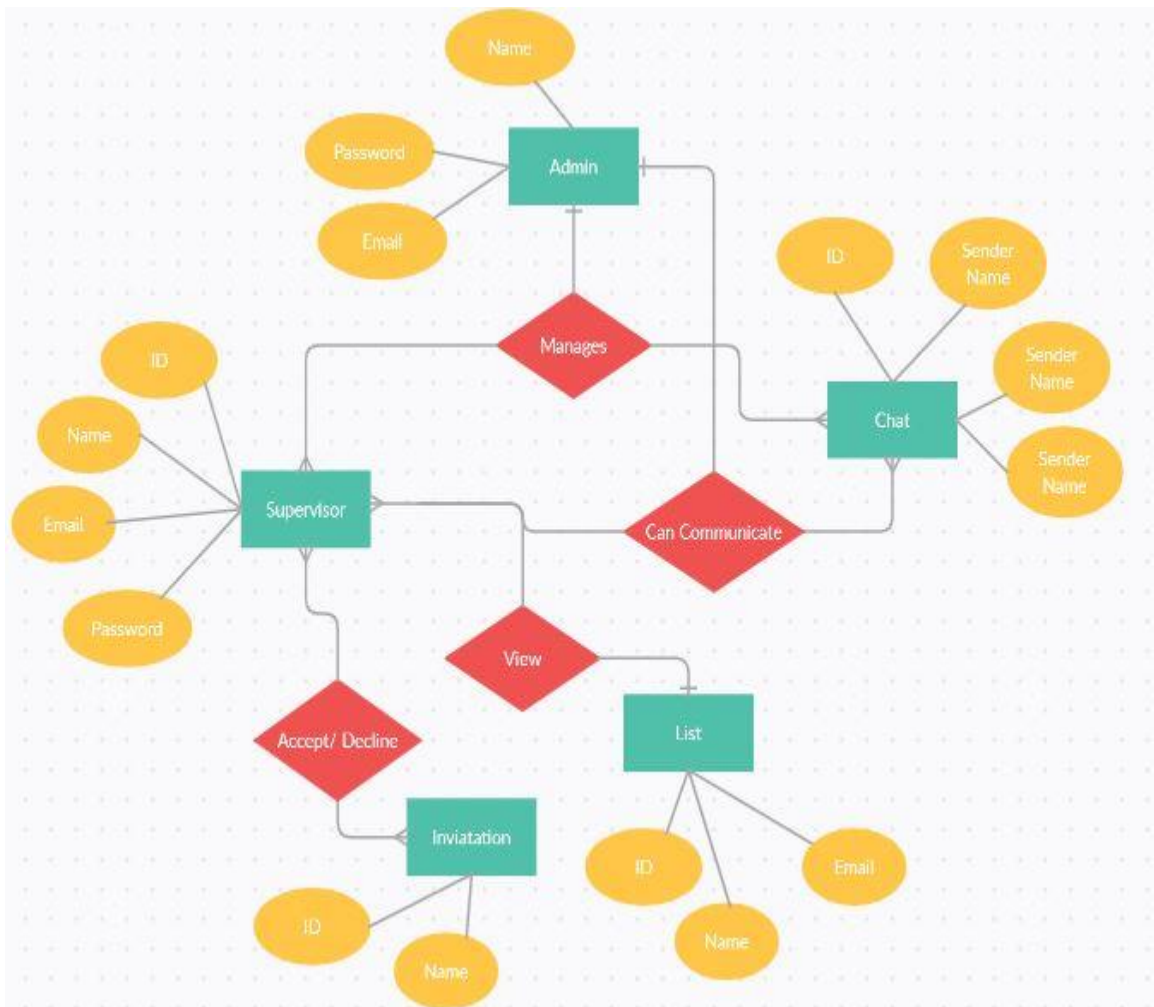 Name
Password
Admin
Email
ID
Sender
Name
Manages
ID
Sender
Name
Name
Chat
Sender
Name
Email
Supervisor
Can Communicate
Password
View
Accept/ Decline
List
Inviatation
ID
Email
ID
Name
Name